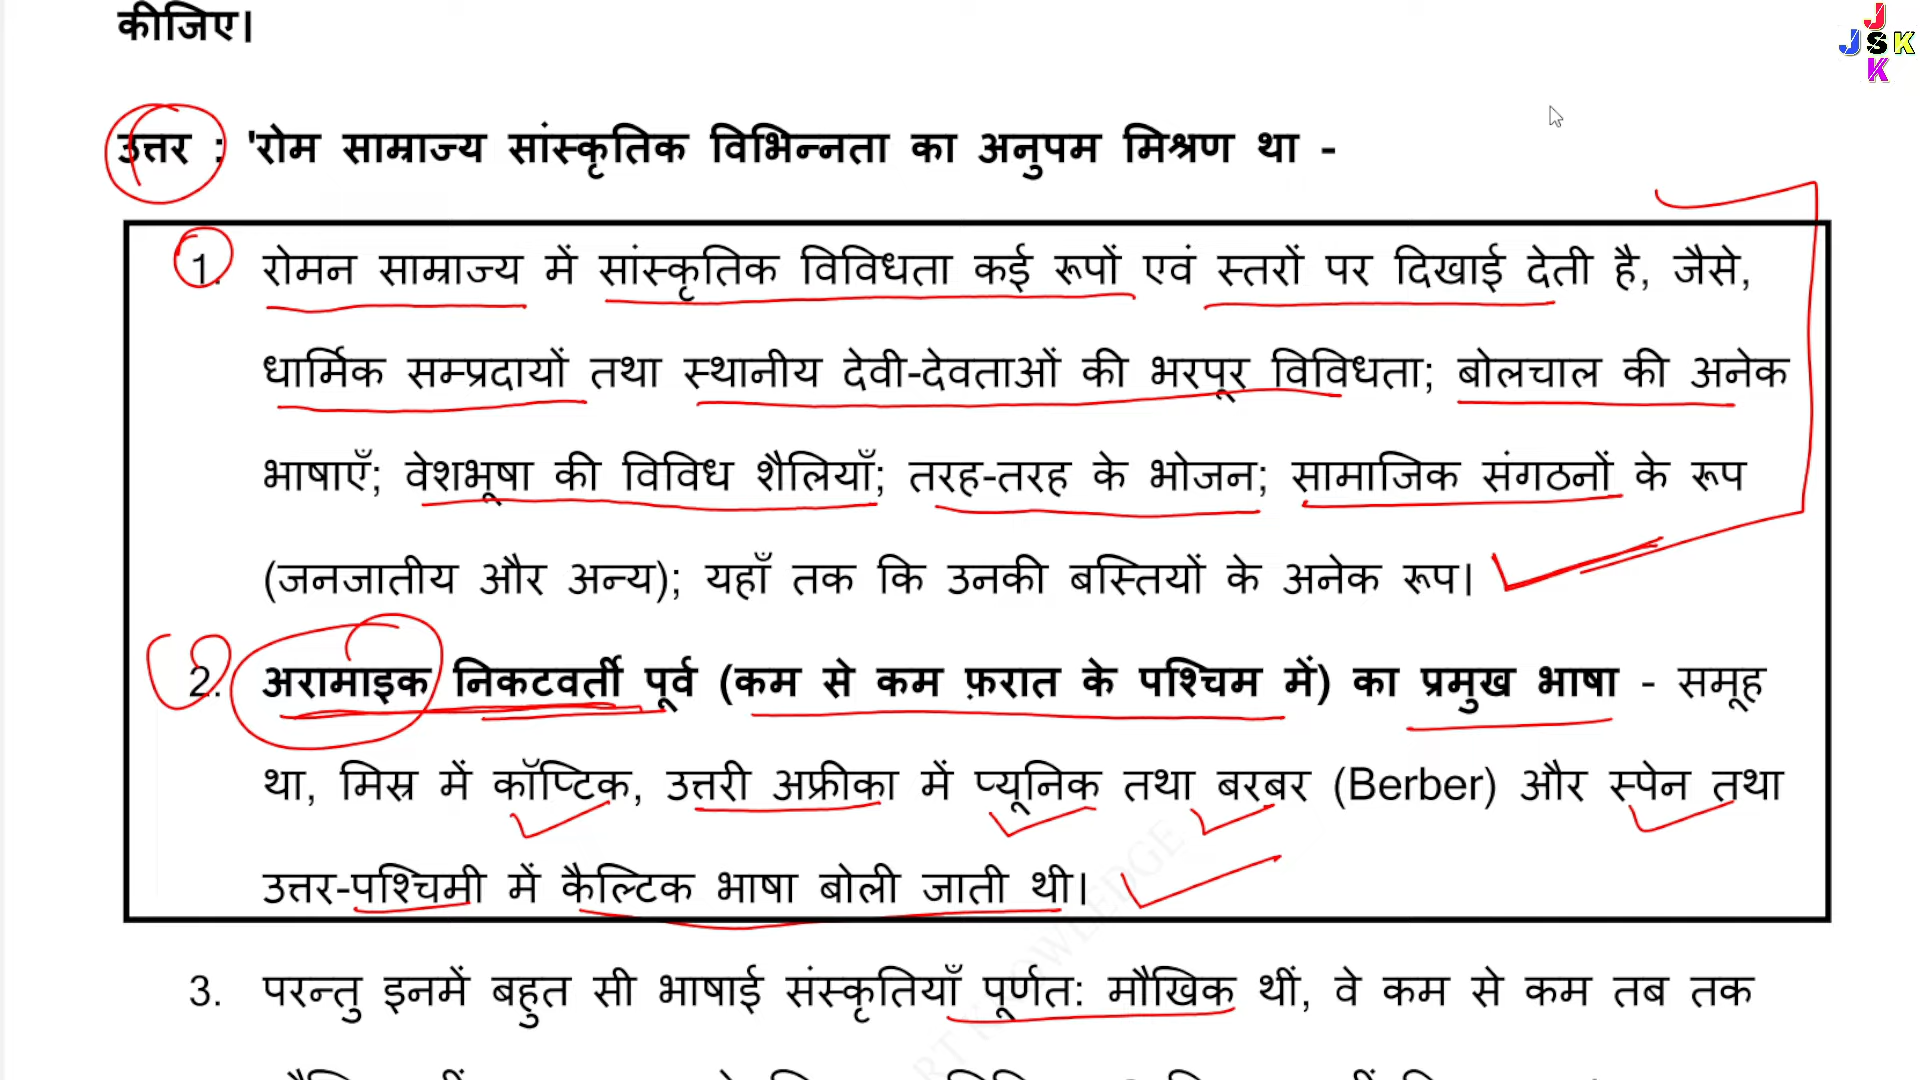 कीजिए।
J
J S K
K
उत्तर : 'रोम साम्राज्य सांस्कृतिक विभिन्नता का अनुपम मिश्रण था -
1. रोमन साम्राज्य में सांस्कृतिक विविधता कई रूपों एवं स्तरों पर दिखाई देती है, जैसे,
धार्मिक सम्प्रदायों तथा स्थानीय देवी-देवताओं की भरपूर विविधता; बोलचाल की अनेक
भाषाएँ; वेशभूषा की विविध शैलियाँ; तरह-तरह के भोजन; सामाजिक संगठनों के रूप
(जनजातीय और अन्य); यहाँ तक कि उनकी बस्तियों के अनेक रूप।
2. अरामाइक निकटवर्ती पूर्व (कम से कम फ़रात के पश्चिम में) का प्रमुख भाषा - समूह
था, मिस्र में कॉप्टिक, उत्तरी अफ्रीका में प्यूनिक तथा बरबर (Berber) और स्पेन तथा
उत्तर-पश्चिमी में कैल्टिक भाषा बोली जाती थी।
3. परन्तु इनमें बहुत सी भाषाई संस्कृतियाँ पूर्णत: मौखिक थीं, वे कम से कम तब तक